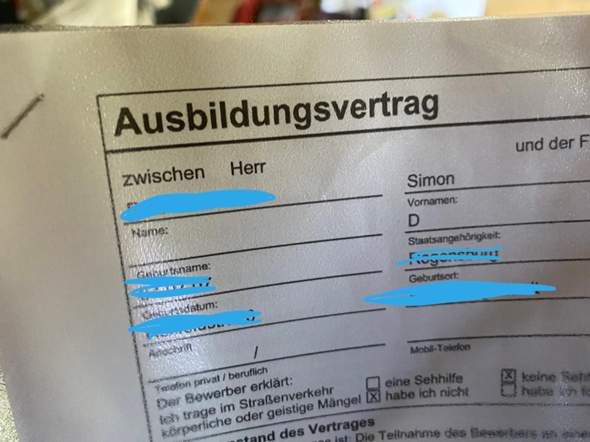 Ausbildungsvertrag
zwischen Herr
und der F
Simon
Name:
Vornamen:
D
Geburtsname:
Staatsangehörigkeit:
Geburtsdatum:
Geburtsort:
Anschrift
/
Telefon privat / beruflich
Mobil-Telefon
Der Bewerber erklärt:
Ich trage im Straßenverkehr
eine Sehhilfe
x keine
körperliche oder geistige Mängel
x habe ich nicht
habe ich
stand des Vertrages
ist: Die Teilnahme des Bewerbers an